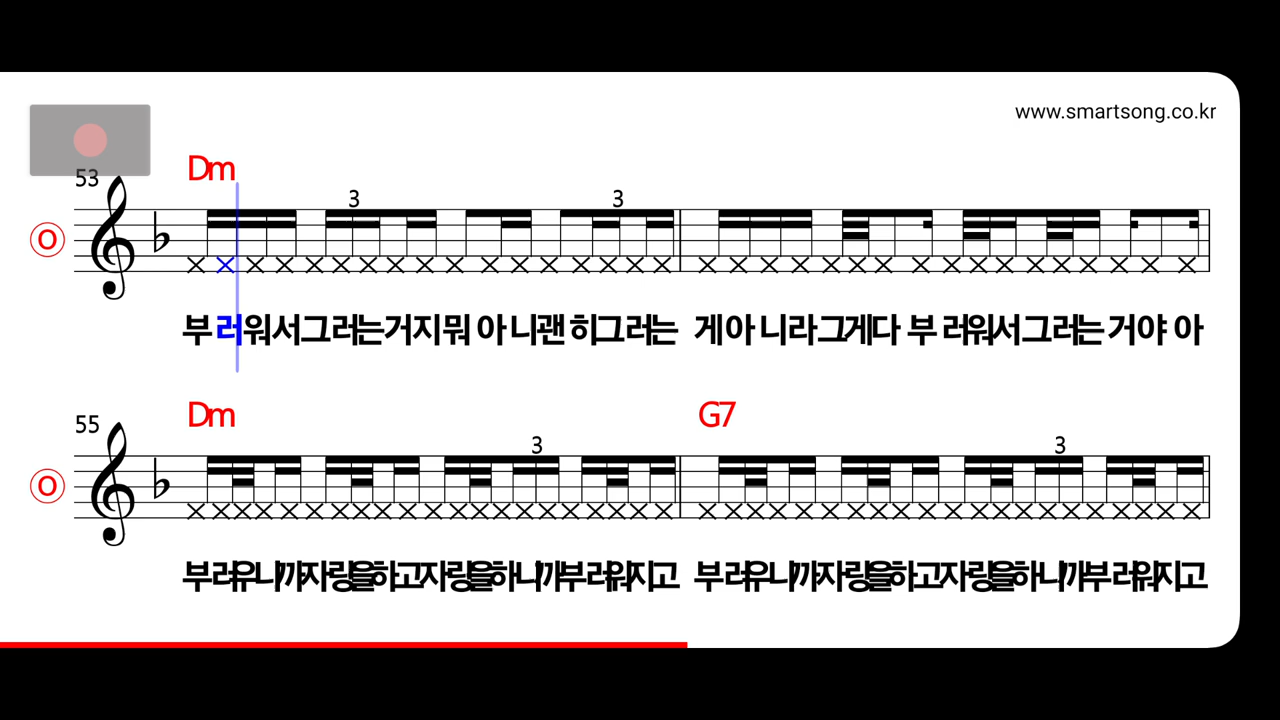 www.smartsong.co.kr
53
Dm
3 3
O
부 러워서그러는거지뭐 아 니괜 히그러는 게아 니라그게다 부 러워서그러는 거야 아
55
Dm G7
3 3
O
부러유니까자랑을하고자랑을하니까부러워지고 부러유니까자랑을하고자랑을하니까부러워지고